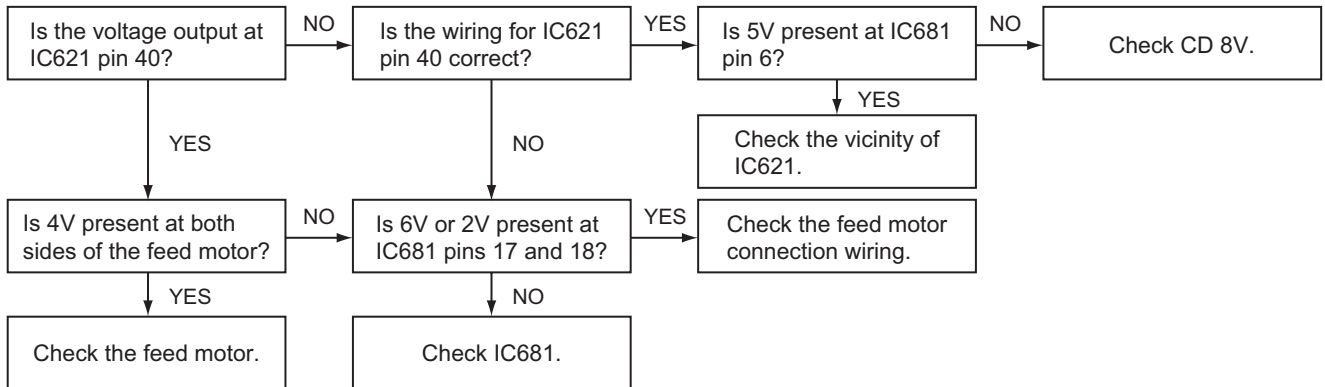 Is the voltage output at
IC621 pin 40?
NO
Is the wiring for IC621
pin 40 correct?
YES
Is 5V present at IC681
pin 6?
NO
Check CD 8V.
YES
NO
YES
Check the vicinity of
IC621.
Is 4V present at both
sides of the feed motor?
NO
Is 6V or 2V present at
IC681 pins 17 and 18?
YES
Check the feed motor
connection wiring.
YES
NO
Check the feed motor.
Check IC681.